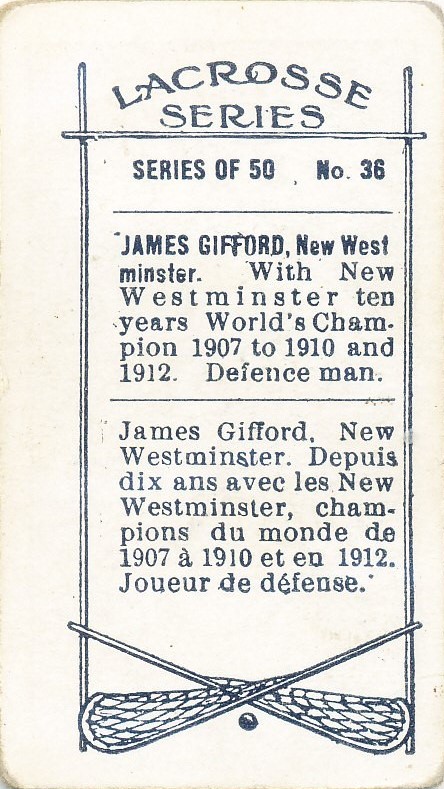 LACROSSE
SERIES
SERIES OF 50 No. 36
JAMES GIFFORD, New West
minster. With New
Westminster ten
years World's Cham-
pion 1907 to 1910 and
1912. Defence man.
James Gifford, New
Westminster. Depuis
dix ans avec les New
Westminster, cham-
pions du monde de
1907 à 1910 et en 1912.
Joueur de défense.